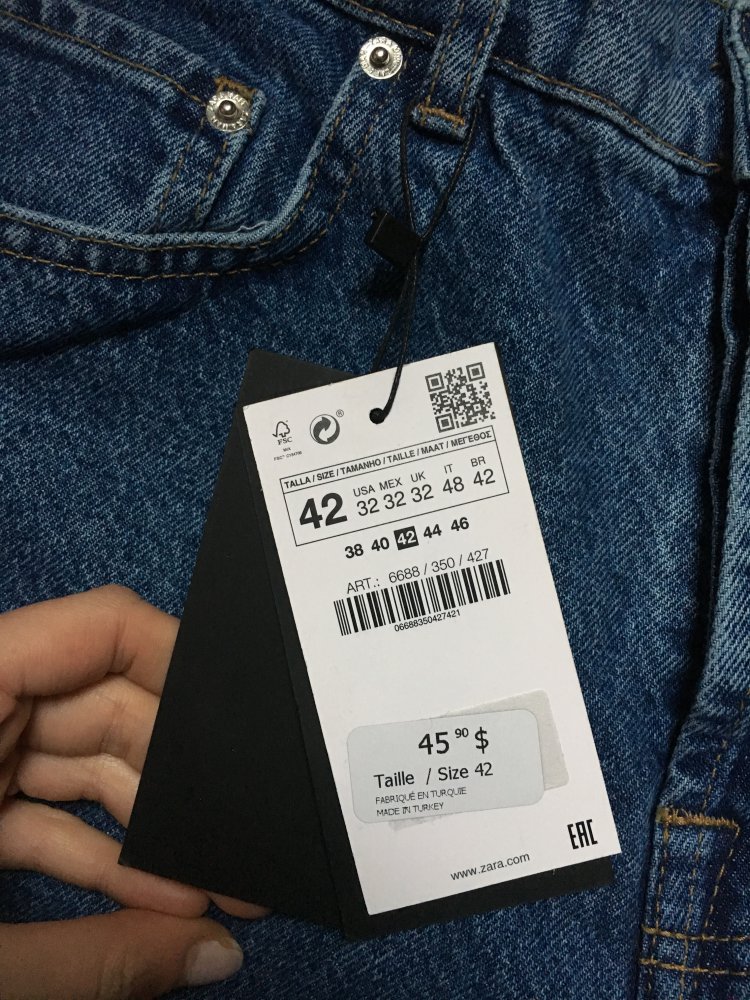 FSC
MIX
®
TALLA / SIZE / TAMANHO / TAILLE / MAAT / ΜΕΓΕΘΟΣ
42 USA 32 MEX 32 UK 32 IT 48 BR 42
38 40 42 44 46
ART.: 6688 / 350 / 427
06688350427421
45 90 $
Taille / Size 42
FABRIQUÉ EN TURQUIE
MADE IN TURKEY
EAC
www.zara.com